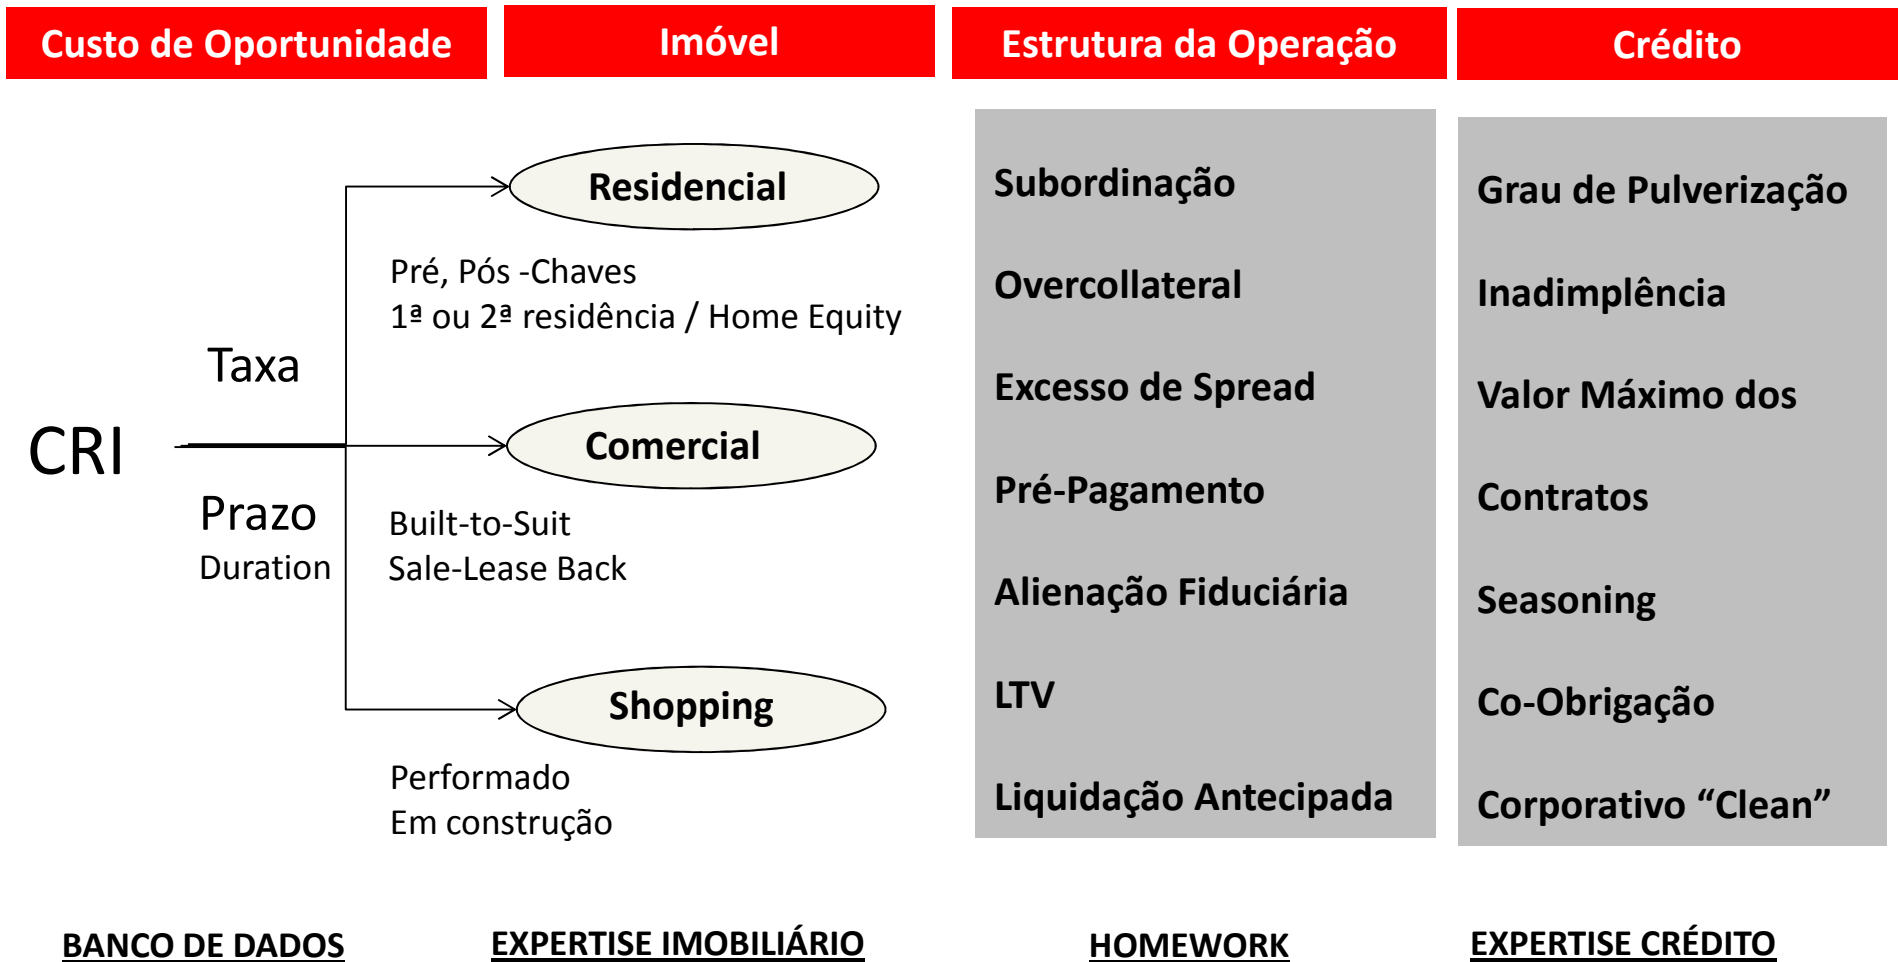 Custo de Oportunidade
Imóvel
Estrutura da Operação
Crédito
CRI
Taxa
Prazo
Duration
Residencial
Pré, Pós -Chaves
1ª ou 2ª residência / Home Equity
Comercial
Built-to-Suit
Sale-Lease Back
Shopping
Performado
Em construção
Subordinação
Overcollateral
Excesso de Spread
Pré-Pagamento
Alienação Fiduciária
LTV
Liquidação Antecipada
Grau de Pulverização
Inadimplência
Valor Máximo dos
Contratos
Seasoning
Co-Obrigação
Corporativo “Clean”
BANCO DE DADOS
EXPERTISE IMOBILIÁRIO
HOMEWORK
EXPERTISE CRÉDITO